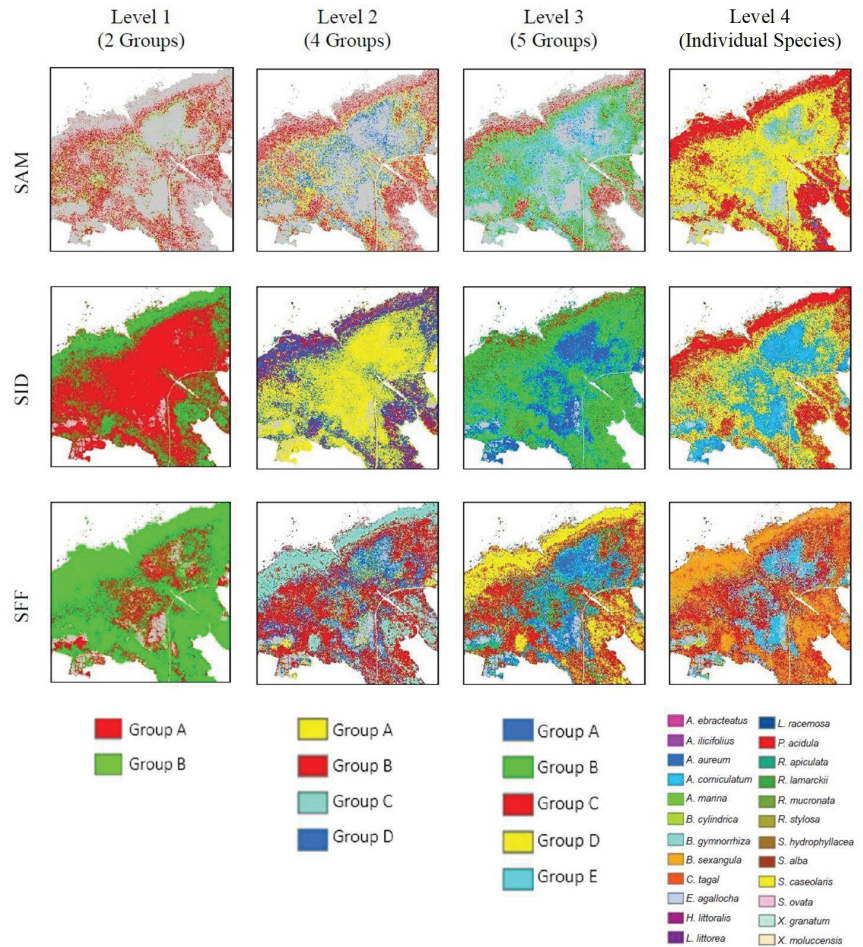 Level 1 Level 2 Level 3 Level 4
(2 Groups) (4 Groups) (5 Groups) (Individual Species)
SAM
SID
SFF
Group A
Group B
Group A
Group B
Group C
Group D
Group A
Group B
Group C
Group D
Group E
A. ebracteatus
A. ilicifolius
A. aureum
A. corniculatum
A. marina
B. cylindrica
B. gymnorrhiza
B. sexangula
C. tagal
E. agallocha
H. littoralis
L. littorea
L. racemosa
P. acidula
R. apiculata
R. lamarckii
R. mucronata
R. stylosa
S. hydrophyllacea
S. alba
S. caseolaris
S. ovata
X. granatum
X. moluccensis